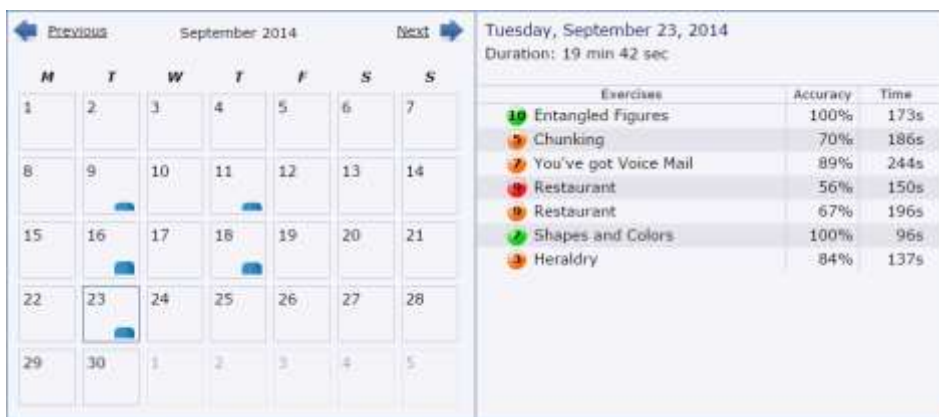 Previous September 2014 Next
M T W T F S S
1 2 3 4 5 6 7
8 9 10 11 12 13 14
15 16 17 18 19 20 21
22 23 24 25 26 27 28
29 30 1 2 3 4 5
Tuesday, September 23, 2014
Duration: 19 min 42 sec
Exercises Accuracy Time
10 Entangled Figures 100% 173s
5 Chunking 70% 186s
7 You've got Voice Mail 89% 244s
9 Restaurant 56% 150s
9 Restaurant 67% 196s
7 Shapes and Colors 100% 96s
3 Heraldry 84% 137s